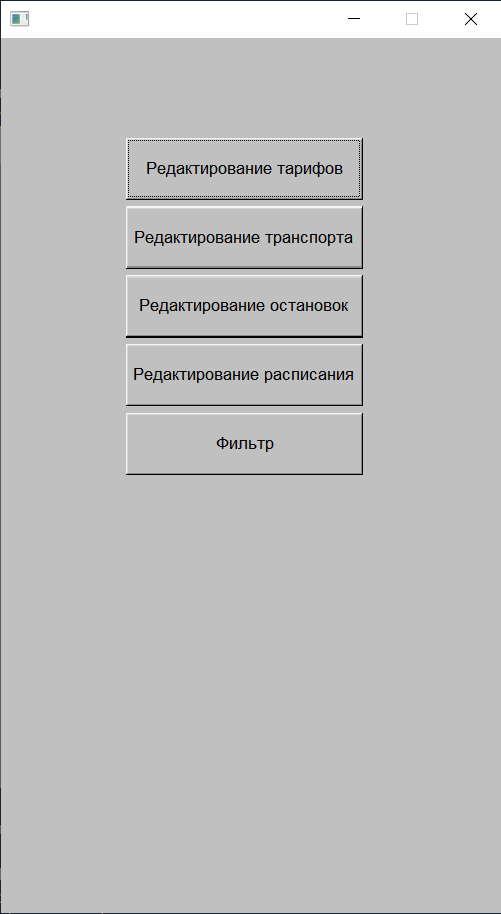 Редактирование тарифов
Редактирование транспорта
Редактирование остановок
Редактирование расписания
Фильтр